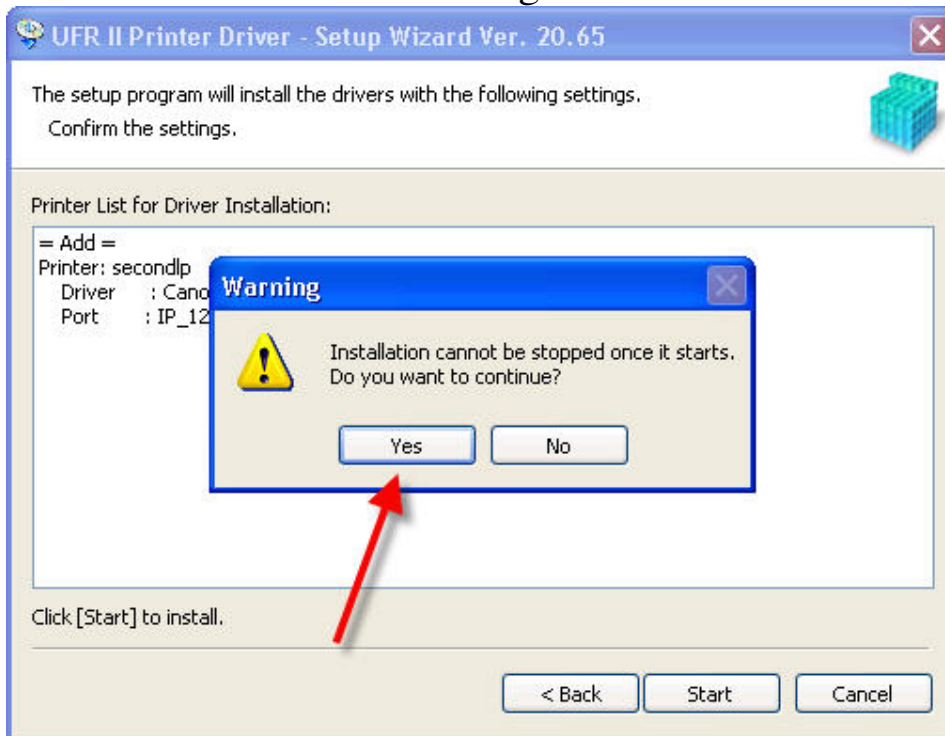 UFR II Printer Driver - Setup Wizard Ver. 20.65
The setup program will install the drivers with the following settings.
Confirm the settings.
Printer List for Driver Installation:
= Add =
Printer: secondlp
Driver : Cano
Port : IP_12
Warning
Installation cannot be stopped once it starts.
Do you want to continue?
Yes No
Click [Start] to install.
< Back Start Cancel